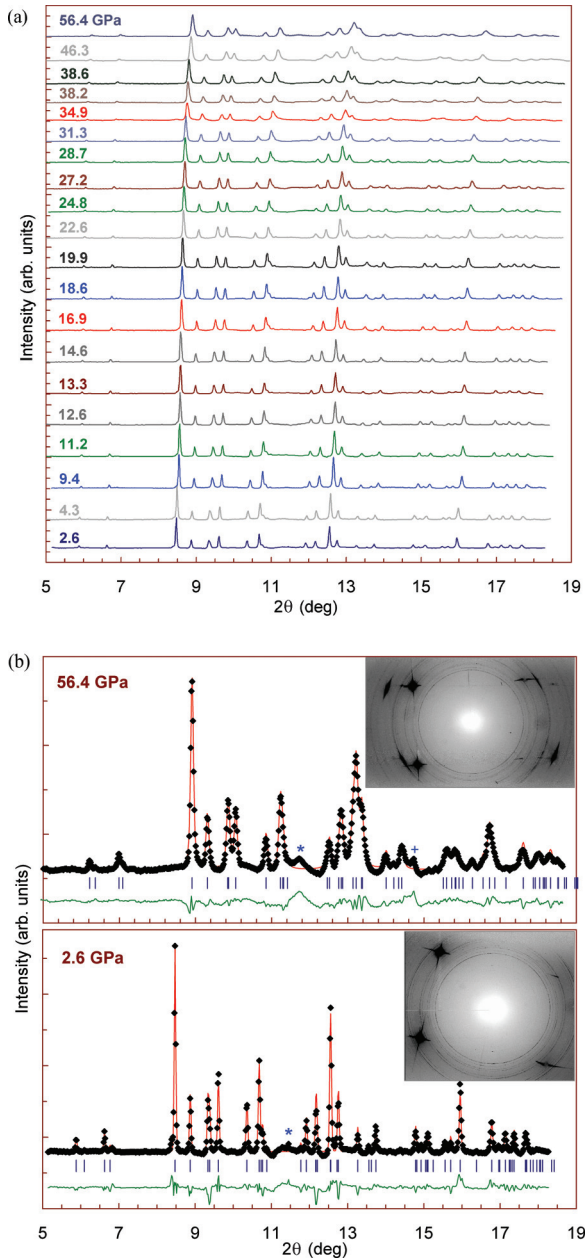 (a)
56.4 GPa
46.3
38.6
38.2
34.9
31.3
28.7
27.2
24.8
22.6
19.9
18.6
16.9
14.6
13.3
12.6
11.2
9.4
4.3
2.6
Intensity (arb. units)
5 7 9 11 13 15 17 19
2θ (deg)
(b)
56.4 GPa
*
+
2.6 GPa
*
Intensity (arb. units)
5 7 9 11 13 15 17 19
2θ (deg)